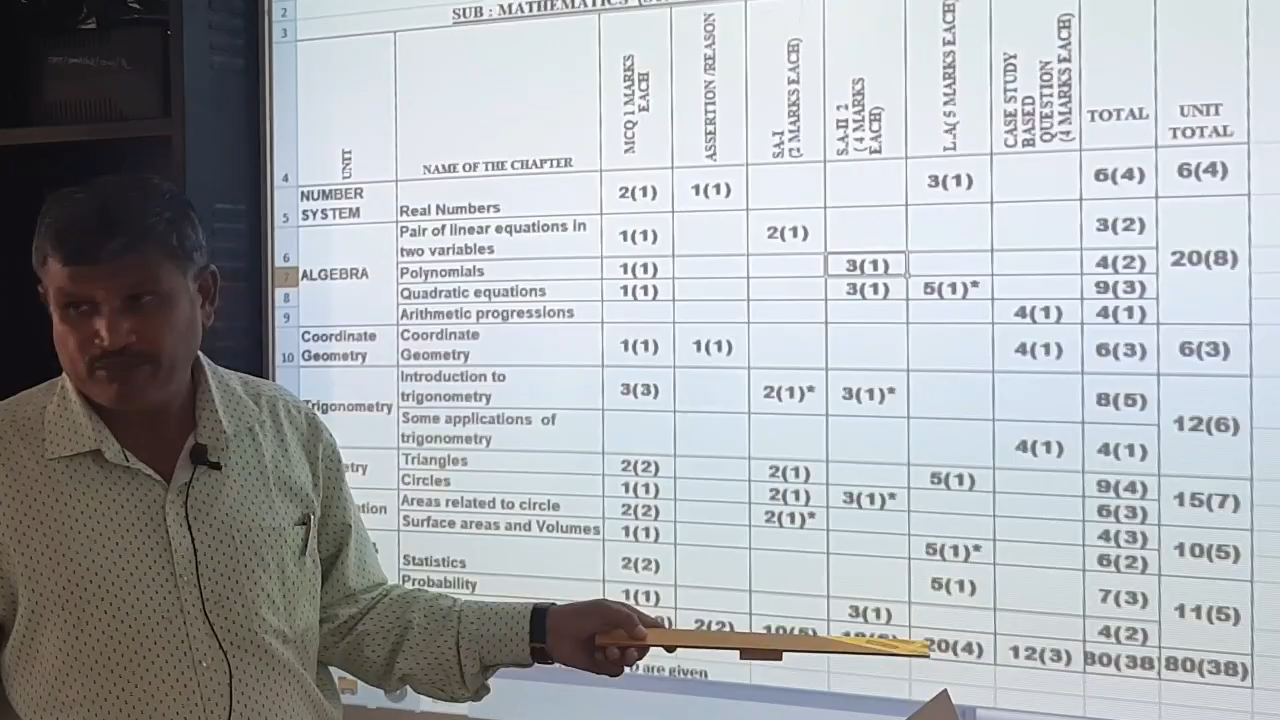 2
SUB : MATHEMATICS
3
4 UNIT NAME OF THE CHAPTER MCQ 1 MARKS EACH ASSERTION /REASON S.A-I (2 MARKS EACH) S.A-II 2 ( 4 MARKS EACH) L.A( 5 MARKS EACH) CASE STUDY BASED QUESTION (4 MARKS EACH) TOTAL UNIT TOTAL
5 NUMBER SYSTEM Real Numbers 2(1) 1(1) 3(1) 6(4) 6(4)
6 Pair of linear equations in two variables 1(1) 2(1) 3(2)
7 ALGEBRA Polynomials 1(1) 3(1) 4(2) 20(8)
8 Quadratic equations 1(1) 3(1) 5(1)* 9(3)
9 Arithmetic progressions 4(1) 4(1)
10 Coordinate Geometry Coordinate Geometry 1(1) 1(1) 4(1) 6(3) 6(3)
Trigonometry Introduction to trigonometry 3(3) 2(1)* 3(1)* 8(5) 12(6)
Some applications of trigonometry 4(1) 4(1)
etry Triangles 2(2) 2(1) 5(1) 9(4) 15(7)
Circles 1(1) 2(1) 3(1)* 6(3)
ation Areas related to circle 2(2) 2(1)* 4(3) 10(5)
Surface areas and Volumes 1(1) 5(1)* 6(2)
Statistics 2(2) 5(1) 7(3) 11(5)
Probability 1(1) 3(1) 4(2)
2(2) 10(5) 20(4) 12(3) 80(38 80(38)
are given